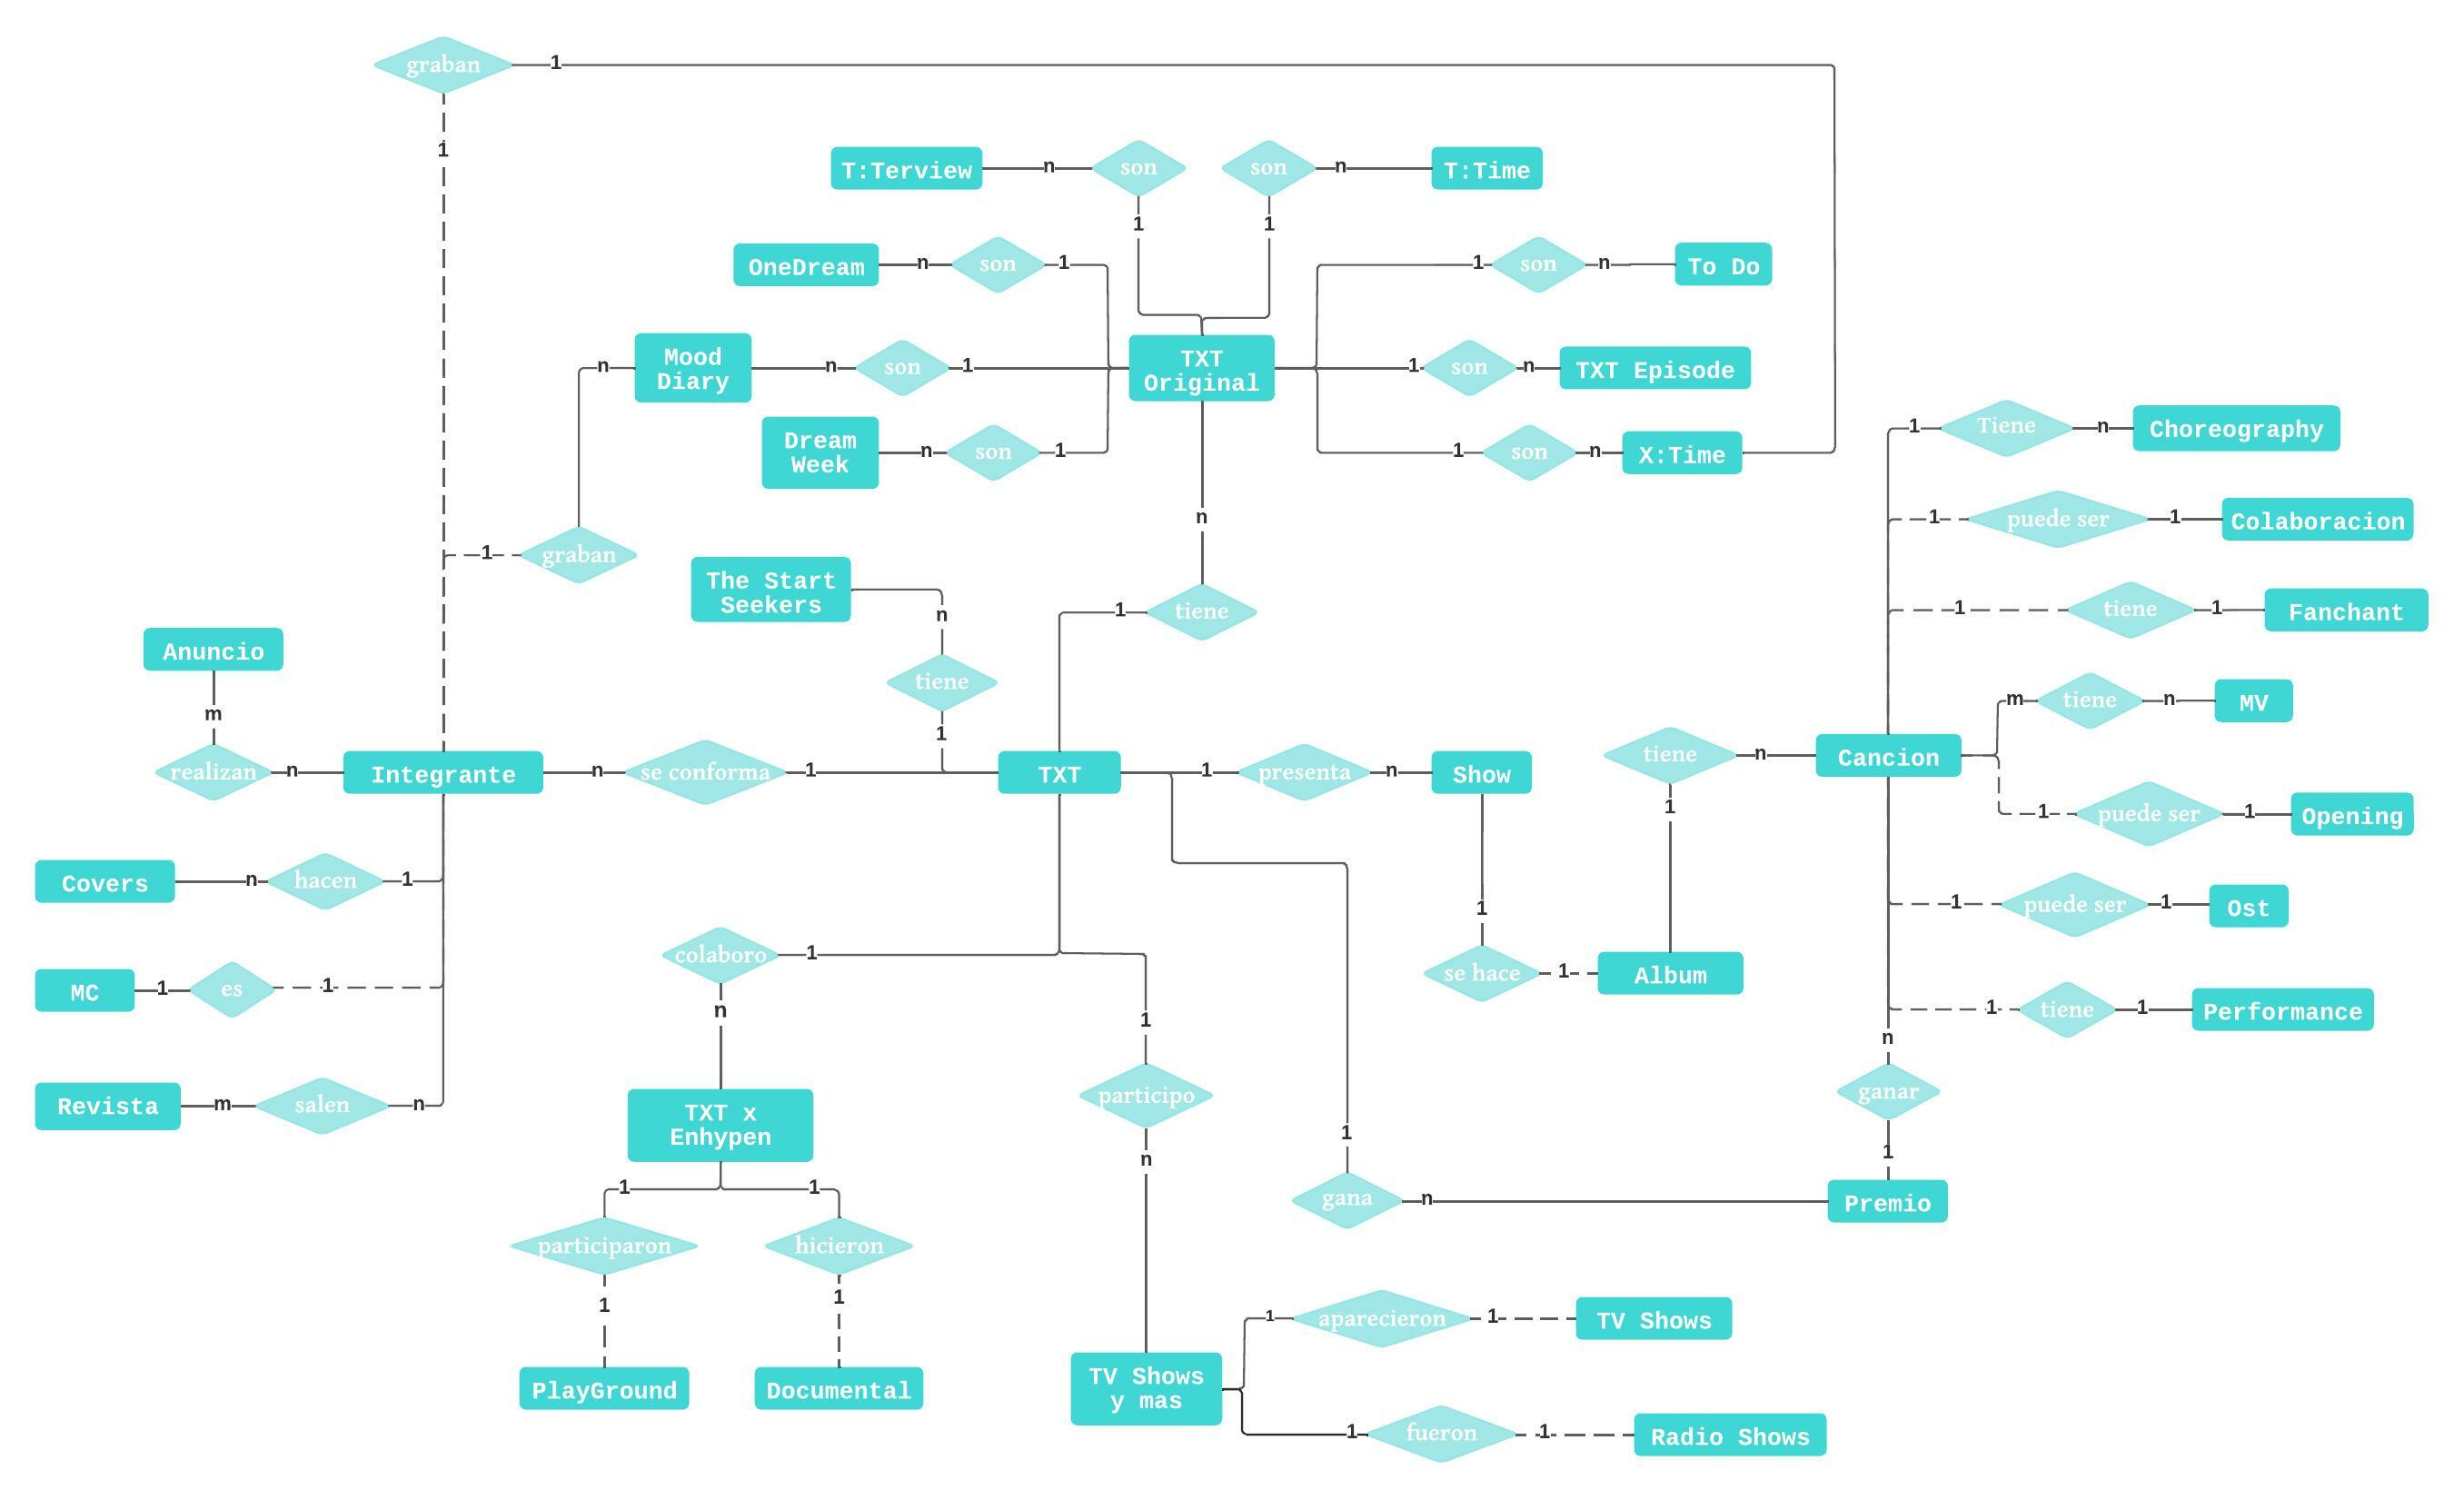 graban
1
1
T:Terview
n
son
son
n
T:Time
1
1
OneDream
n
son
1
1
son
n
To Do
Mood
Diary
n
n
son
1
TXT
Original
1
son
n
TXT Episode
Dream
Week
n
son
1
1
son
n
X:Time
1
Tiene
n
Choreography
n
1
puede ser
1
Colaboracion
1
graban
The Start
Seekers
n
1
tiene
1
tiene
1
Fanchant
Anuncio
m
tiene
1
m
tiene
n
MV
realizan
n
Integrante
n
se conforma
1
TXT
1
presenta
n
Show
tiene
n
Cancion
1
1
puede ser
1
Opening
Covers
n
hacen
1
1
1
puede ser
1
Ost
colaboro
1
se hace
1
Album
MC
1
es
1
n
1
1
tiene
1
Performance
n
Revista
m
salen
n
TXT x
Enhypen
participo
ganar
n
1
1
1
1
gana
n
Premio
participaron
hicieron
1
1
1
aparecieron
1
TV Shows
PlayGround
Documental
TV Shows
y mas
1
fueron
1
Radio Shows